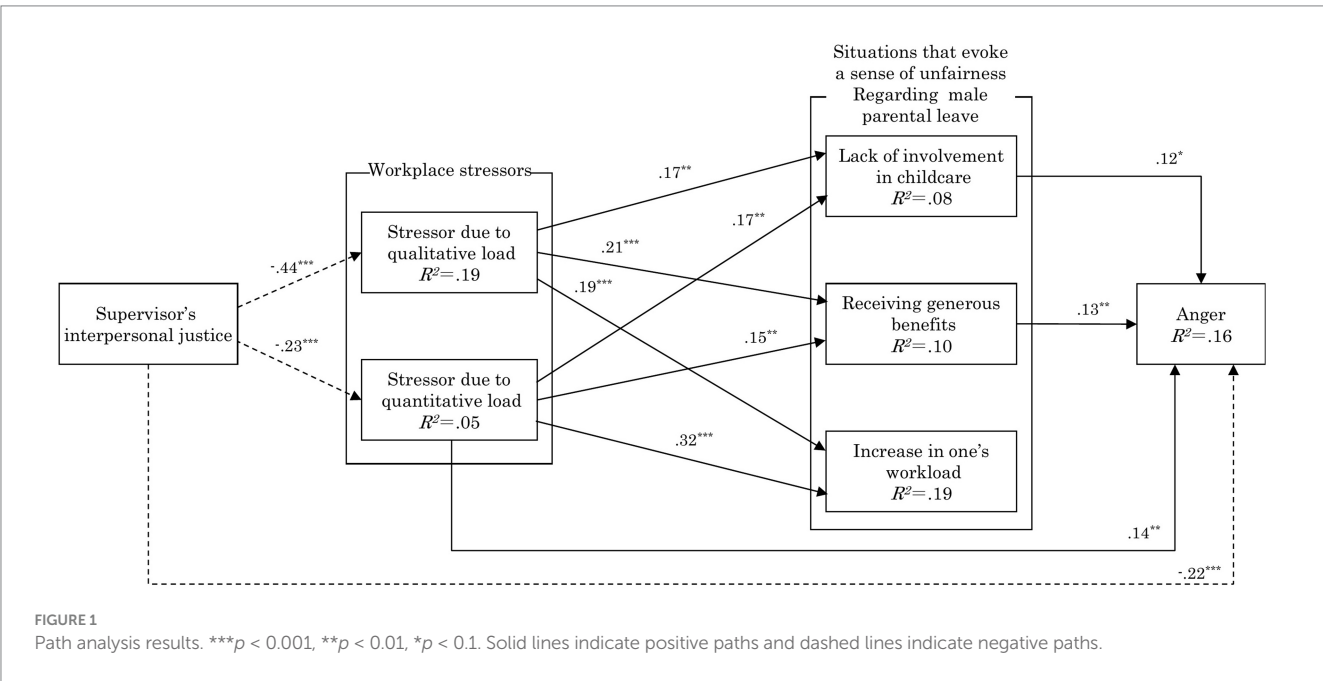 Situations that evoke
a sense of unfairness
Regarding male
parental leave
Workplace stressors
Lack of involvement
in childcare
R²=.08
.12*
.17**
.17**
Stressor due to
qualitative load
R²=.19
.21***
-.44***
.19***
Supervisor's
interpersonal justice
Receiving generous
benefits
R²=.10
.13**
Anger
R²=.16
-.23***
.15**
Stressor due to
quantitative load
R²=.05
.32***
Increase in one's
workload
R²=.19
.14**
-.22***
FIGURE 1
Path analysis results. ***p < 0.001, **p < 0.01, *p < 0.1. Solid lines indicate positive paths and dashed lines indicate negative paths.